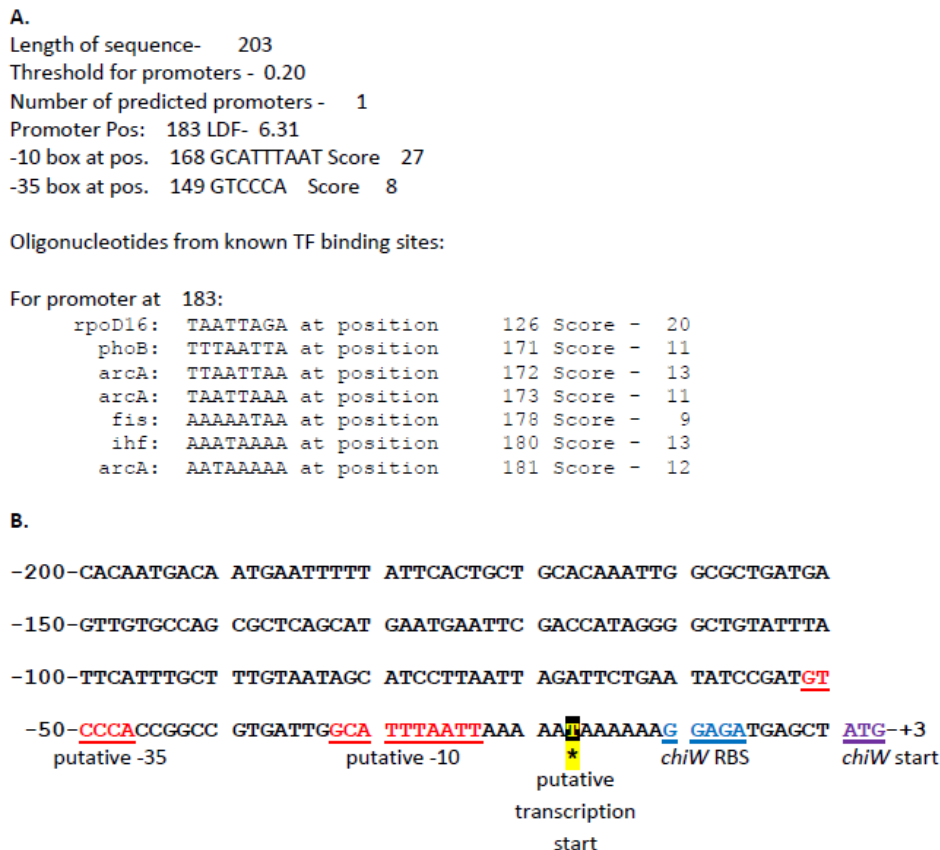 A.
Length of sequence-      203
Threshold for promoters -  0.20
Number of predicted promoters -     1
Promoter Pos:    183 LDF-  6.31
-10 box at pos.    168 GCATTTAAT Score    27
-35 box at pos.    149 GTCCCA    Score     8
Oligonucleotides from known TF binding sites:
For promoter at    183:
rpoD16:  TAATTAGA at position     126 Score -  20
phoB:  TTTAATTA at position     171 Score -  11
arcA:  TTAATTAA at position     172 Score -  13
arcA:  TAATTAAA at position     173 Score -  11
fis:  AAAAATAA at position     178 Score -   9
ihf:  AAATAAAA at position     180 Score -  13
arcA:  AATAAAAA at position     181 Score -  12
B.
-200-CACAATGACA ATGAATTTTT ATTCACTGCT GCACAAATTG GCGCTGATGA
-150-GTTGTGCCAG CGCTCAGCAT GAATGAATTC GACCATAGGG GCTGTATTTA
-100-TTCATTTGCT TTGTAATAGC ATCCTTAATT AGATTCTGAA TATCCGATGT
-50-CCCACCGGCC GTGATTGGCA TTTAATTAAA AATAAAAAAG GAGATGAGCT ATG-+3
putative -35 putative -10 * chiW RBS chiW start
putative
transcription
start